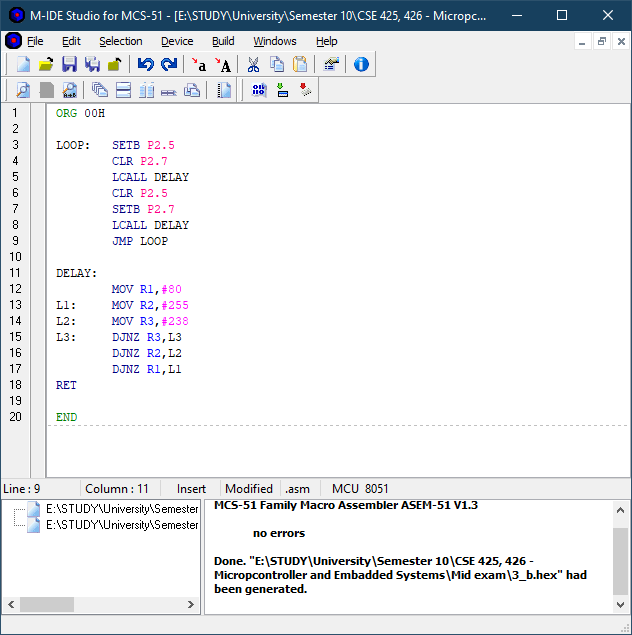 M-IDE Studio for MCS-51 - [E:\STUDY\University\Semester 10\CSE 425, 426 - Micropc...
File Edit Selection Device Build Windows Help
1 ORG 00H
2
3 LOOP: SETB P2.5
4 CLR P2.7
5 LCALL DELAY
6 CLR P2.5
7 SETB P2.7
8 LCALL DELAY
9 JMP LOOP
10
11 DELAY:
12 MOV R1,#80
13 L1: MOV R2,#255
14 L2: MOV R3,#238
15 L3: DJNZ R3,L3
16 DJNZ R2,L2
17 DJNZ R1,L1
18 RET
19
20 END
Line : 9 Column : 11 Insert Modified .asm MCU 8051
E:\STUDY\University\Semester
E:\STUDY\University\Semester
MCS-51 Family Macro Assembler ASEM-51 V1.3
no errors
Done. "E:\STUDY\University\Semester 10\CSE 425, 426 -
Micropcontroller and Embadded Systems\Mid exam\3_b.hex" had
been generated.